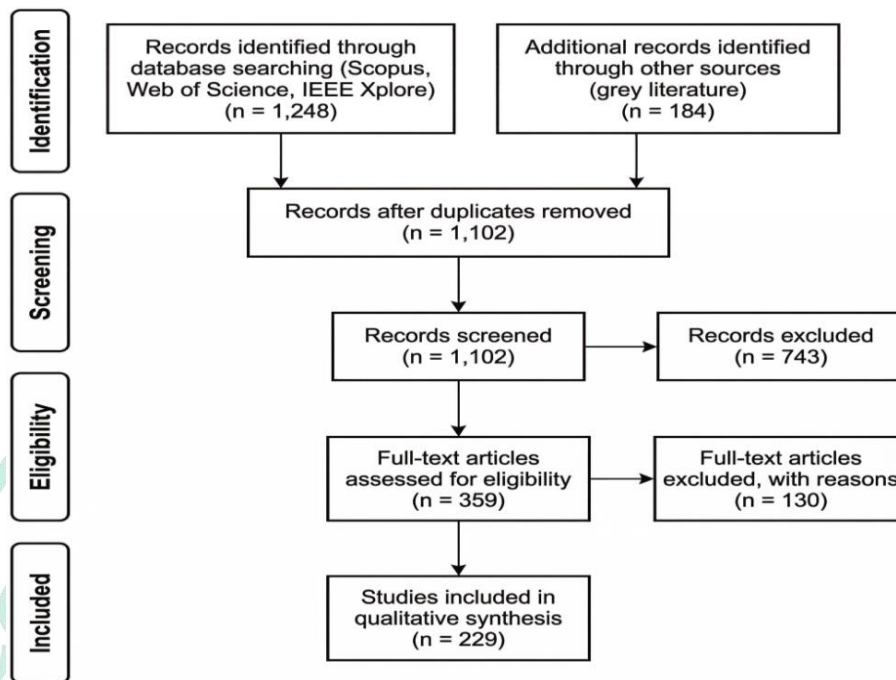 Identification
Records identified through
database searching (Scopus,
Web of Science, IEEE Xplore)
(n = 1,248)
Additional records identified
through other sources
(grey literature)
(n = 184)
Screening
Records after duplicates removed
(n = 1,102)
Records screened
(n = 1,102)
Records excluded
(n = 743)
Eligibility
Full-text articles
assessed for eligibility
(n = 359)
Full-text articles
excluded, with reasons
(n = 130)
Included
Studies included in
qualitative synthesis
(n = 229)